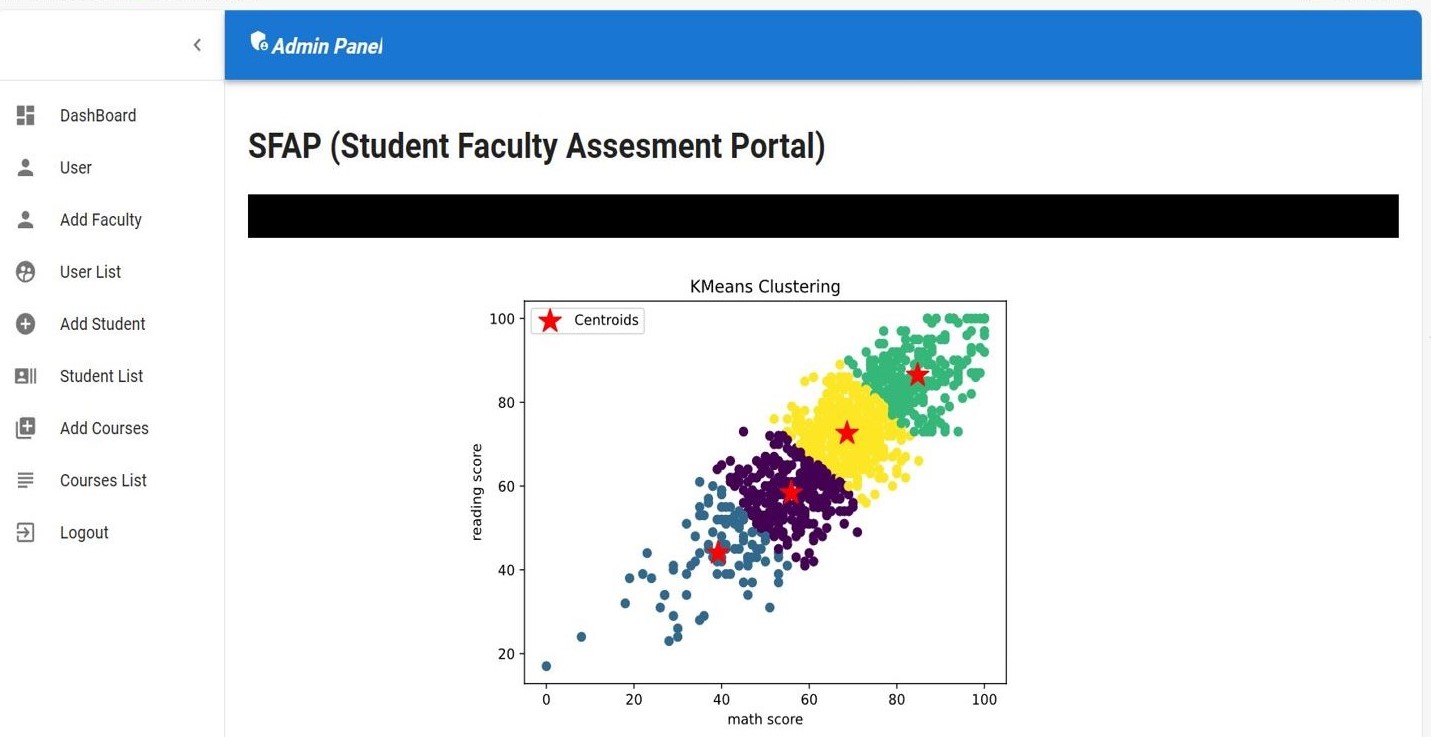 Admin Panel
DashBoard
User
Add Faculty
User List
Add Student
Student List
Add Courses
Courses List
Logout
SFAP (Student Faculty Assesment Portal)
KMeans Clustering
Centroids
100
80
60
40
20
reading score
0 20 40 60 80 100
math score